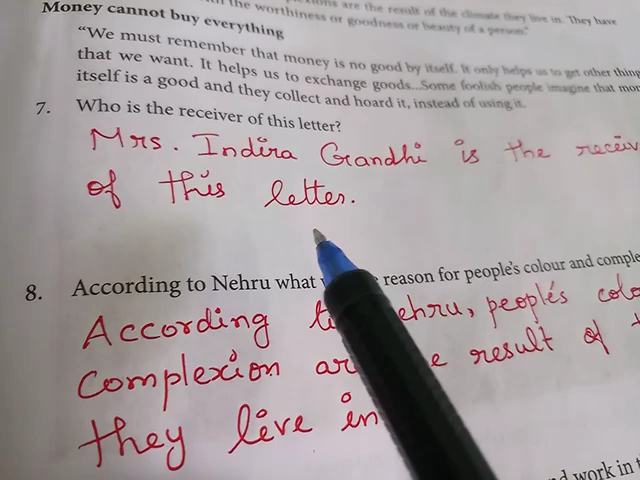 are the result of the climate they live in. They have
the worthiness or goodness or beauty of a person."
Money cannot buy everything
"We must remember that money is no good by itself. It only helps us to get other thing
that we want. It helps us to exchange goods...Some foolish people imagine that mon
itself is a good and they collect and hoard it, instead of using it.
7. Who is the receiver of this letter?
Mrs. Indira Gandhi is the receiv
of this letter.
8. According to Nehru what reason for people's colour and comple
According ehru, people's colo
complexion ar e result of t
they live in
d work in t